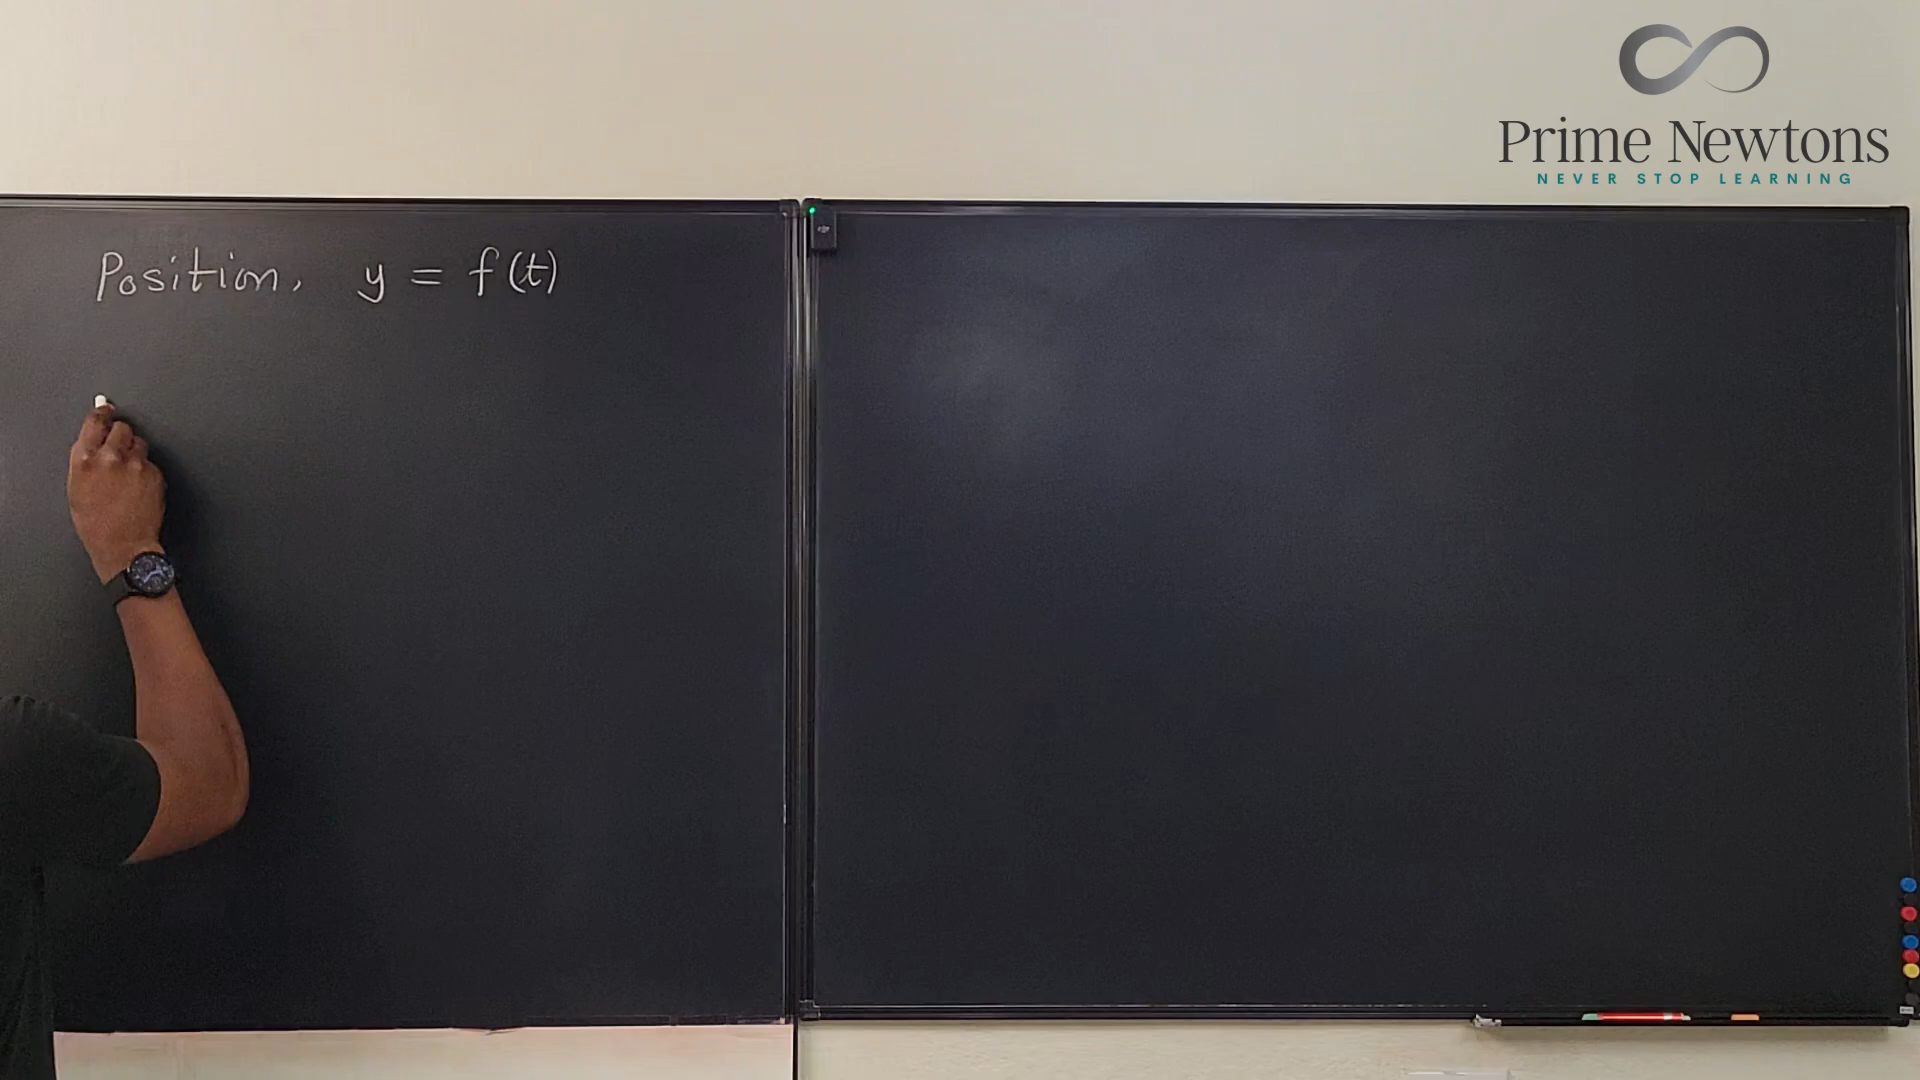 Prime Newtons
NEVER STOP LEARNING
Position, y = f(t)